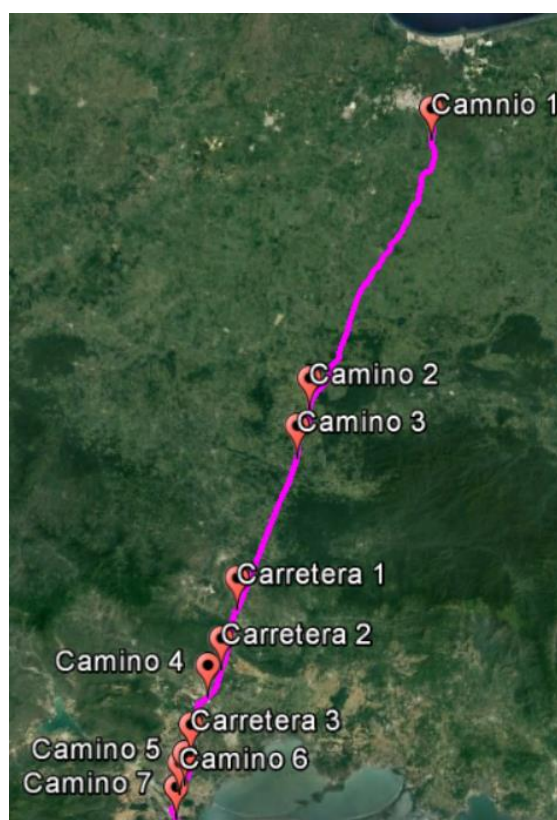 Camnio 1
Camino 2
Camino 3
Carretera 1
Carretera 2
Camino 4
Carretera 3
Camino 5
Camino 6
Camino 7